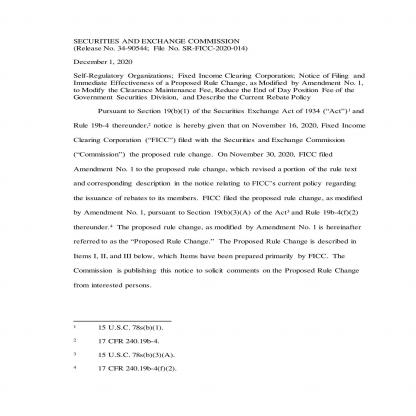 SECURITIES AND EXCHANGE COMMISSION
(Release No. 34-90544; File No. SR-FICC-2020-014)
December 1, 2020
Self-Regulatory Organizations; Fixed Income Clearing Corporation; Notice of Filing and
Immediate Effectiveness of a Proposed Rule Change, as Modified by Amendment No. 1,
to Modify the Clearance Maintenance Fee, Reduce the End of Day Position Fee of the
Government Securities Division, and Describe the Current Rebate Policy
Pursuant to Section 19(b)(1) of the Securities Exchange Act of 1934 (“Act”)¹ and
Rule 19b-4 thereunder,² notice is hereby given that on November 16, 2020, Fixed Income
Clearing Corporation (“FICC”) filed with the Securities and Exchange Commission
(“Commission”) the proposed rule change. On November 30, 2020, FICC filed
Amendment No. 1 to the proposed rule change, which revised a portion of the rule text
and corresponding description in the notice relating to FICC’s current policy regarding
the issuance of rebates to its members. FICC filed the proposed rule change, as modified
by Amendment No. 1, pursuant to Section 19(b)(3)(A) of the Act³ and Rule 19b-4(f)(2)
thereunder.⁴ The proposed rule change, as modified by Amendment No. 1 is hereinafter
referred to as the “Proposed Rule Change.” The Proposed Rule Change is described in
Items I, II, and III below, which Items have been prepared primarily by FICC. The
Commission is publishing this notice to solicit comments on the Proposed Rule Change
from interested persons.
¹ 15 U.S.C. 78s(b)(1).
² 17 CFR 240.19b-4.
³ 15 U.S.C. 78s(b)(3)(A).
⁴ 17 CFR 240.19b-4(f)(2).